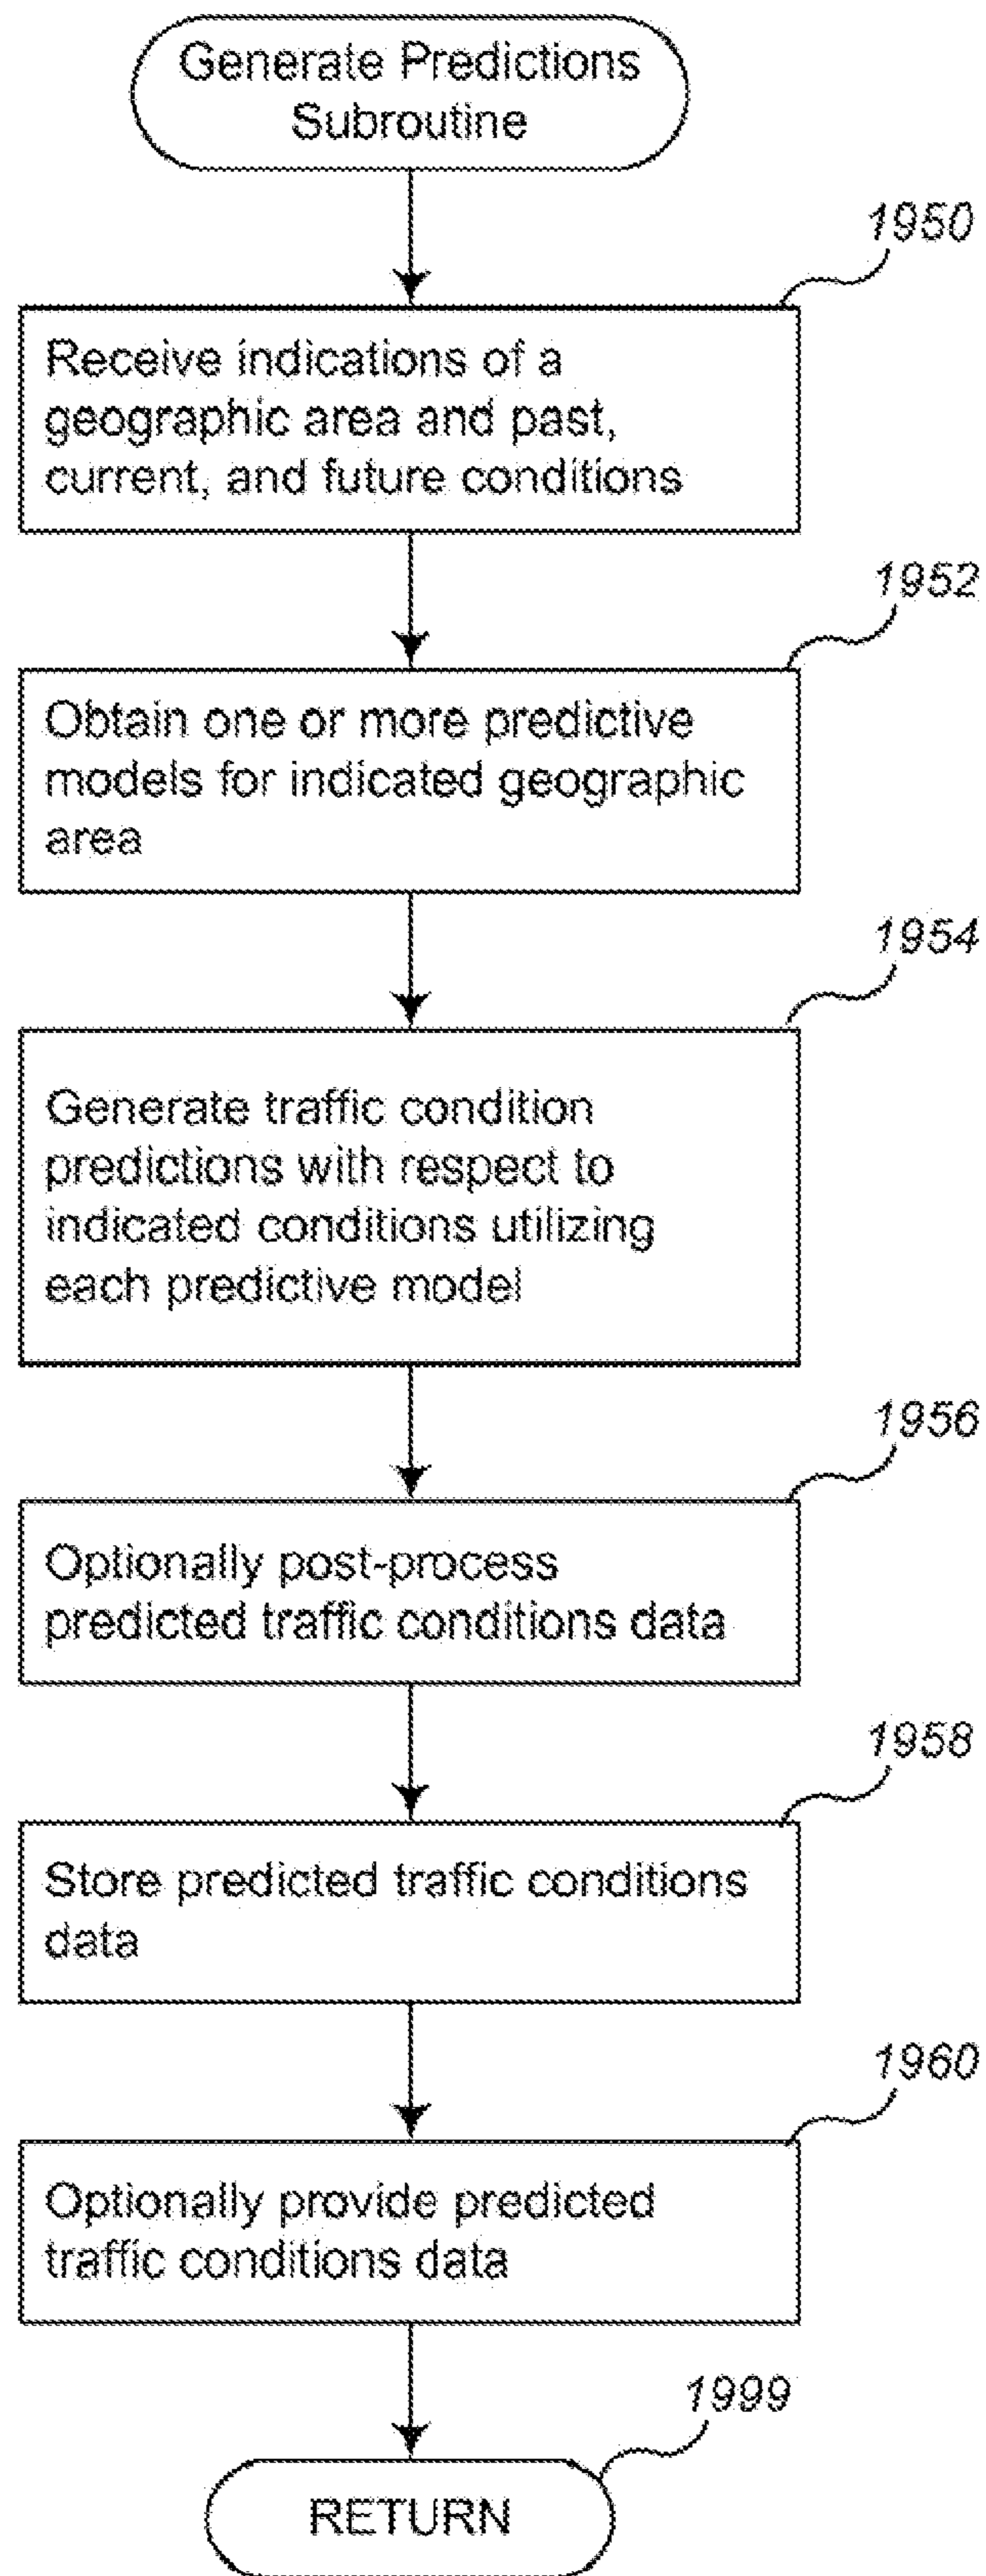 Generate Predictions
Subroutine
1950
Receive indications of a
geographic area and past,
current, and future conditions
1952
Obtain one or more predictive
models for indicated geographic
area
1954
Generate traffic condition
predictions with respect to
indicated conditions utilizing
each predictive model
1956
Optionally post-process
predicted traffic conditions data
1958
Store predicted traffic conditions
data
1960
Optionally provide predicted
traffic conditions data
1999
RETURN